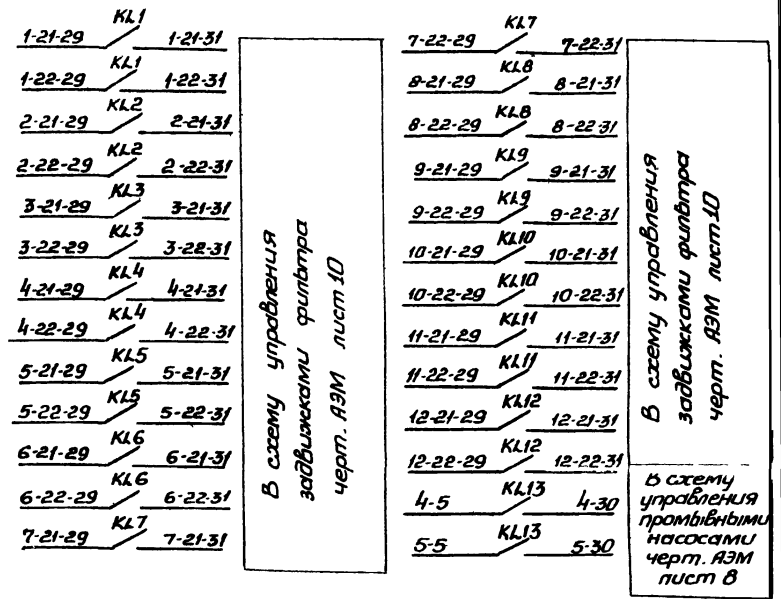 KL1
1-21-29 1-21-31
KL1
1-22-29 1-22-31
KL2
2-21-29 2-21-31
KL2
2-22-29 2-22-31
KL3
3-21-29 3-21-31
KL3
3-22-29 3-22-31
KL4
4-21-29 4-21-31
KL4
4-22-29 4-22-31
KL5
5-21-29 5-21-31
KL5
5-22-29 5-22-31
KL6
6-21-29 6-21-31
KL6
6-22-29 6-22-31
KL7
7-21-29 7-21-31
В схему управления
задвижками фильтра
черт. АЭМ лист 10
KL7
7-22-29 7-22-31
KL8
8-21-29 8-21-31
KL8
8-22-29 8-22-31
KL9
9-21-29 9-21-31
KL9
9-22-29 9-22-31
KL10
10-21-29 10-21-31
KL10
10-22-29 10-22-31
KL11
11-21-29 11-21-31
KL11
11-22-29 11-22-31
KL12
12-21-29 12-21-31
KL12
12-22-29 12-22-31
KL13
4-5 4-30
KL13
5-5 5-30
В схему управления
задвижками фильтра
черт. АЭМ лист 10
В схему
управления
промывными
насосами
черт. АЭМ
лист 8